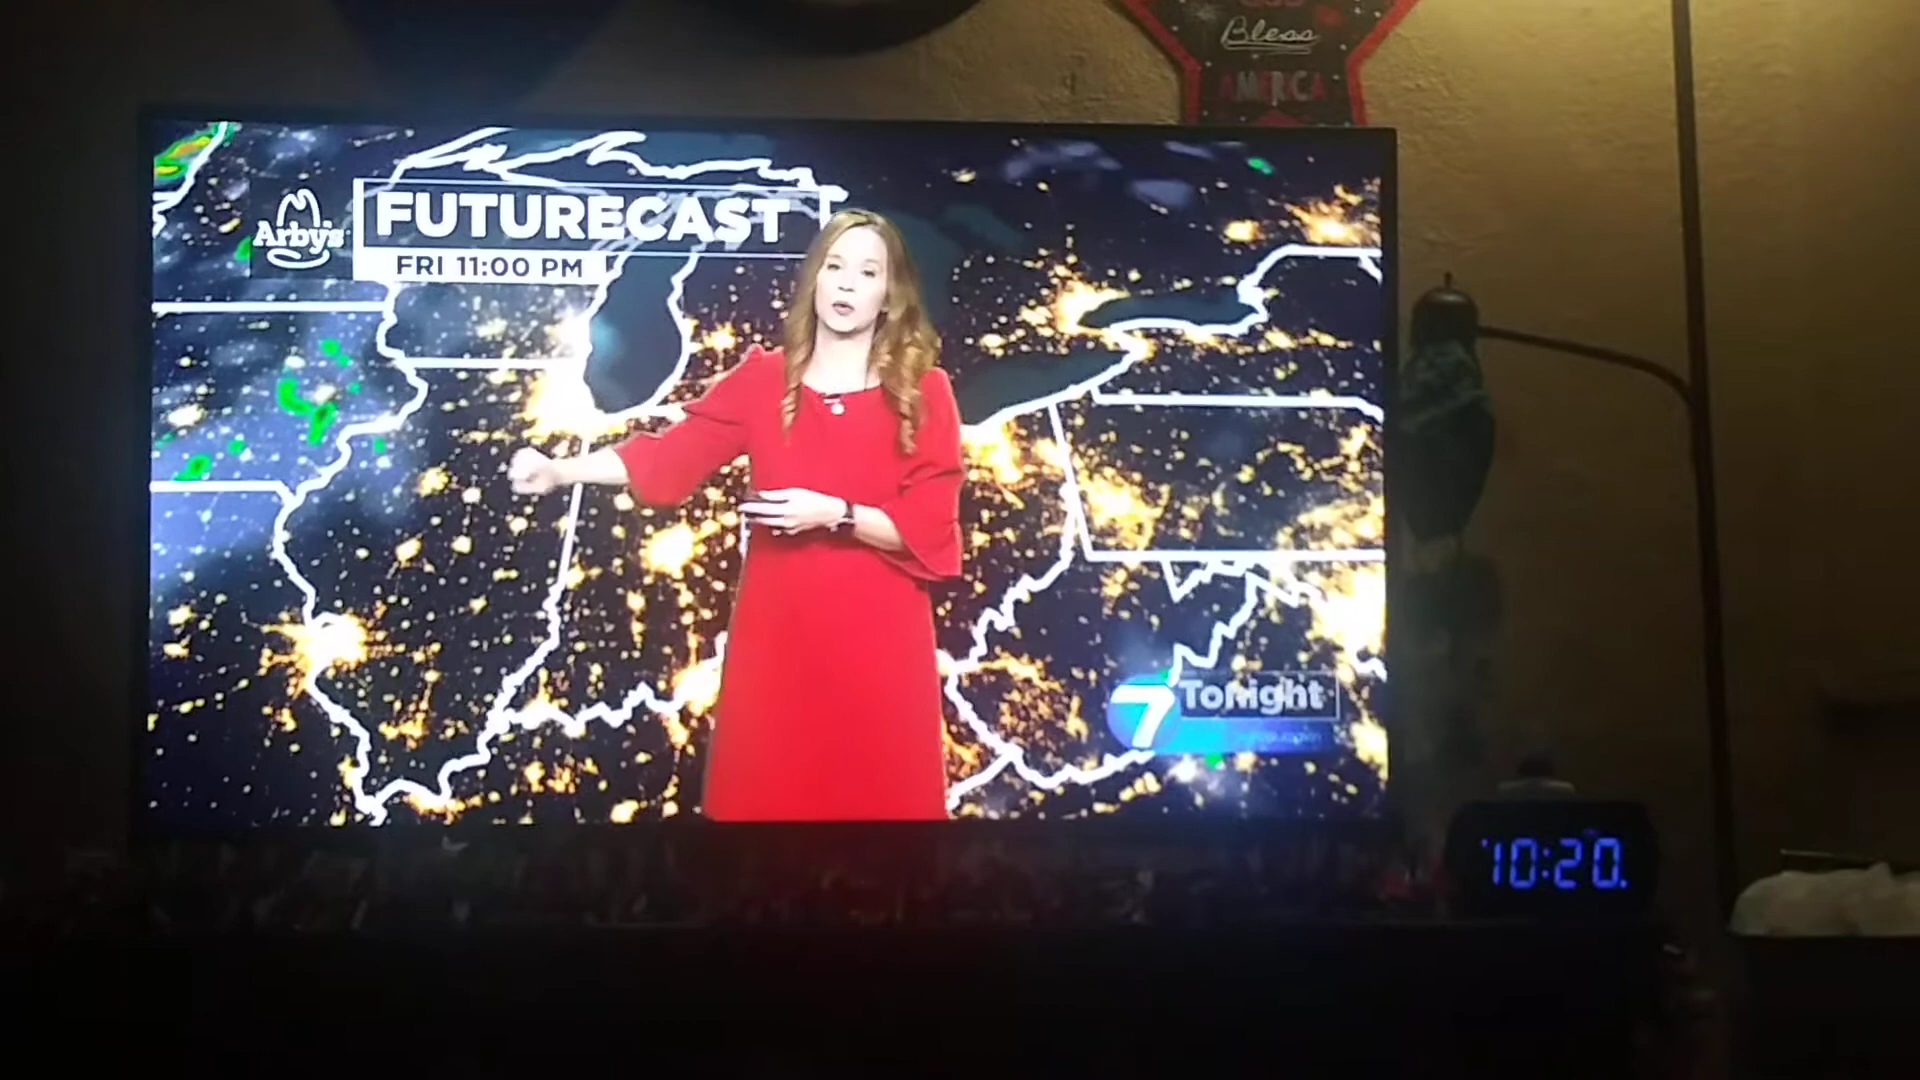 Bless
AMERICA
Arby's
FUTURECAST
FRI 11:00 PM
7
Tonight
10:20